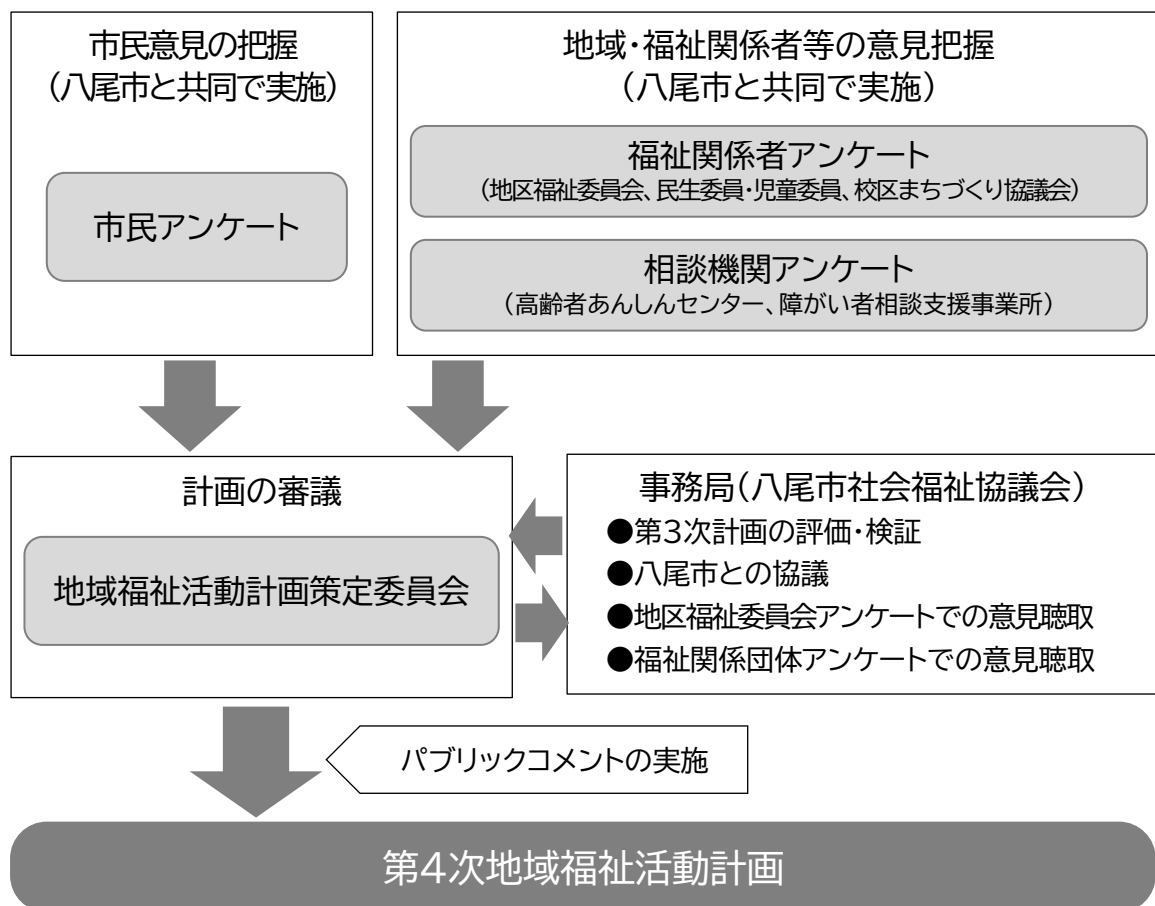 市民意見の把握
(八尾市と共同で実施)
市民アンケート
地域・福祉関係者等の意見把握
(八尾市と共同で実施)
福祉関係者アンケート
(地区福祉委員会、民生委員・児童委員、校区まちづくり協議会)
相談機関アンケート
(高齢者あんしんセンター、障がい者相談支援事業所)
計画の審議
地域福祉活動計画策定委員会
事務局(八尾市社会福祉協議会)
●第3次計画の評価・検証
●八尾市との協議
●地区福祉委員会アンケートでの意見聴取
●福祉関係団体アンケートでの意見聴取
パブリックコメントの実施
第4次地域福祉活動計画